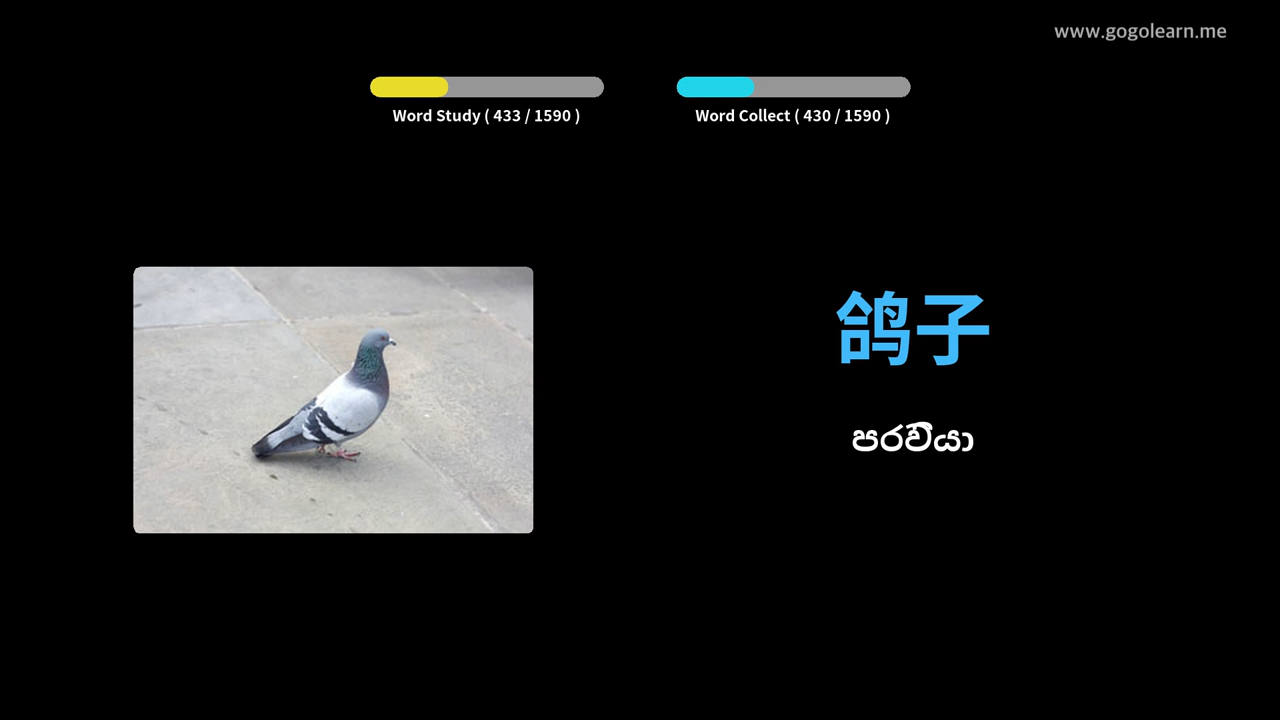 www.gogolearn.me
Word Study ( 433 / 1590 )
Word Collect ( 430 / 1590 )
鸽子
පරවියා